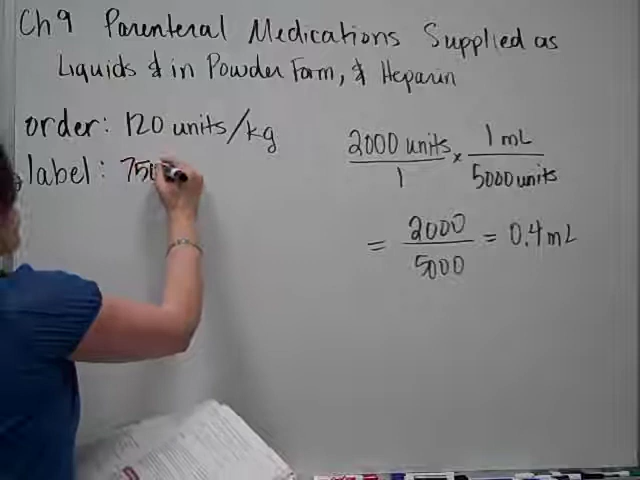 Ch 9 Parenteral Medications Supplied as
Liquids & in Powder Form, & Heparin
order: 120 units/kg
label: 750
2000 units / 1 × 1 mL / 5000 units
= 2000 / 5000 = 0.4 mL